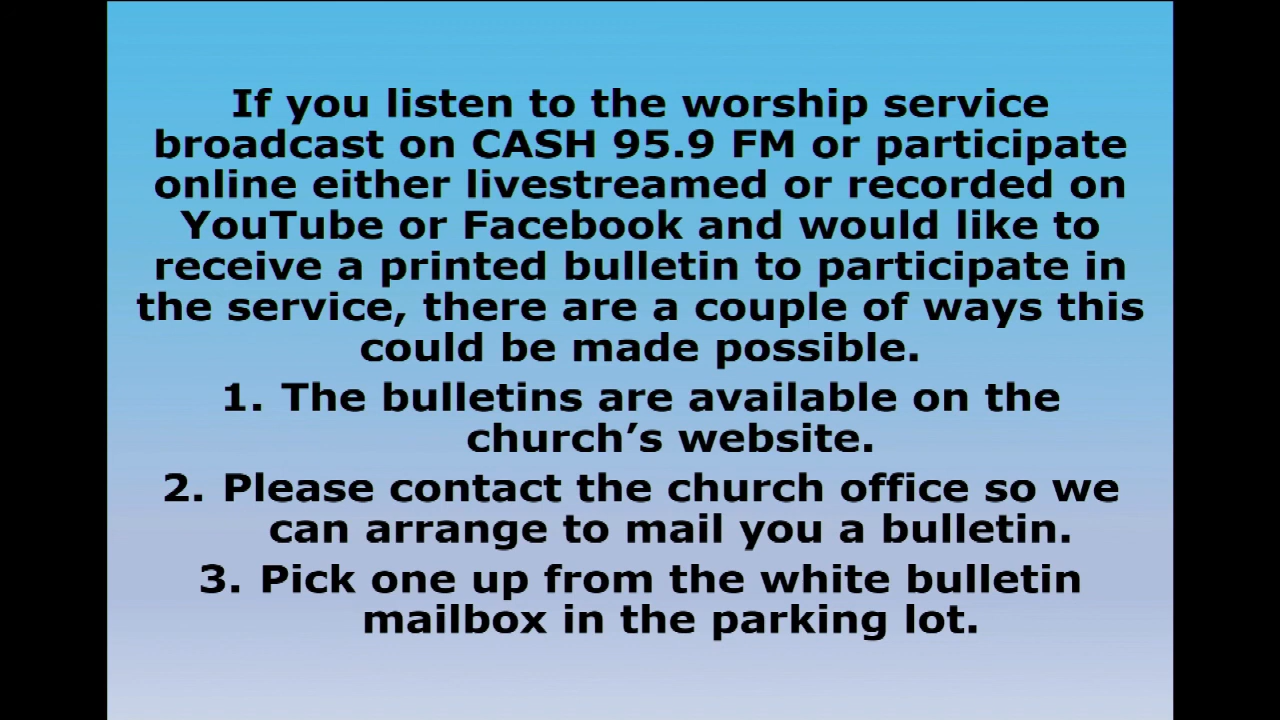 If you listen to the worship service
broadcast on CASH 95.9 FM or participate
online either livestreamed or recorded on
YouTube or Facebook and would like to
receive a printed bulletin to participate in
the service, there are a couple of ways this
could be made possible.
1. The bulletins are available on the
church’s website.
2. Please contact the church office so we
can arrange to mail you a bulletin.
3. Pick one up from the white bulletin
mailbox in the parking lot.